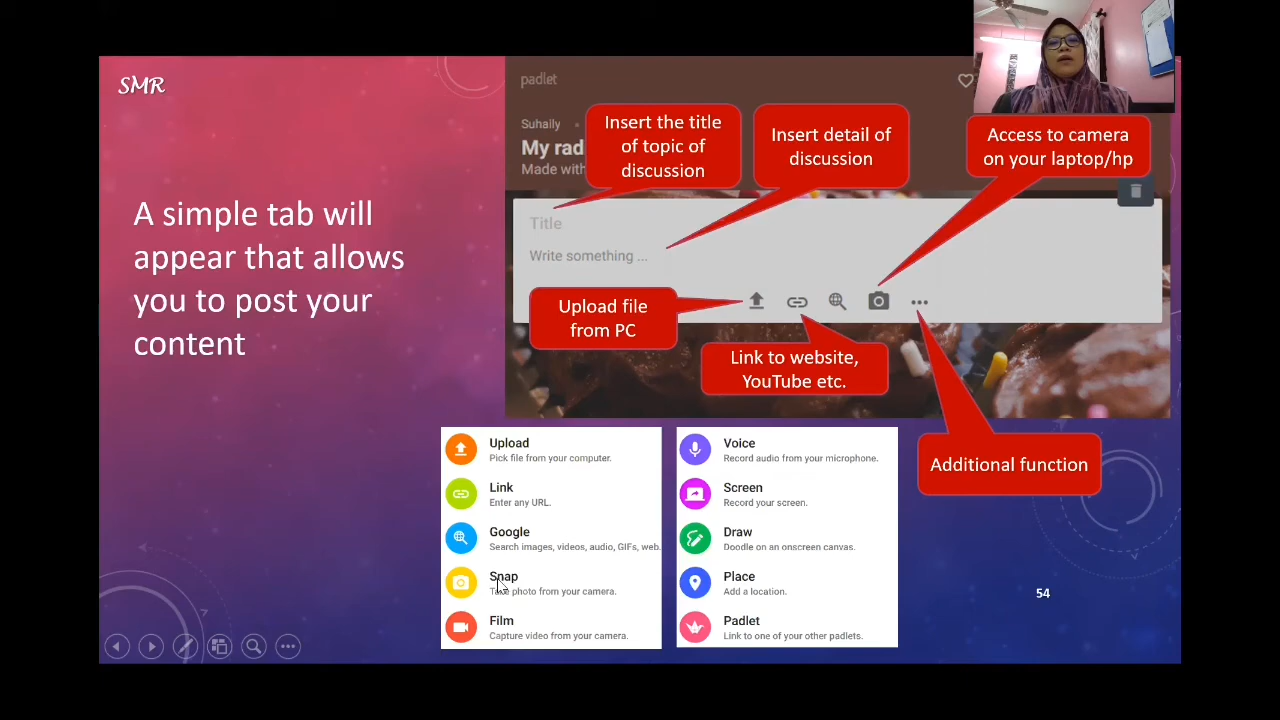 SMR
A simple tab will
appear that allows
you to post your
content
padlet
Suhaily
My rad
Made with
Insert the title
of topic of
discussion
Insert detail of
discussion
Access to camera
on your laptop/hp
Title
Write something ...
Upload file
from PC
Link to website,
YouTube etc.
Additional function
Upload
Pick file from your computer.
Link
Enter any URL.
Google
Search images, videos, audio, GIFs, web.
Snap
Take photo from your camera.
Film
Capture video from your camera.
Voice
Record audio from your microphone.
Screen
Record your screen.
Draw
Doodle on an onscreen canvas.
Place
Add a location.
Padlet
Link to one of your other padlets.
54